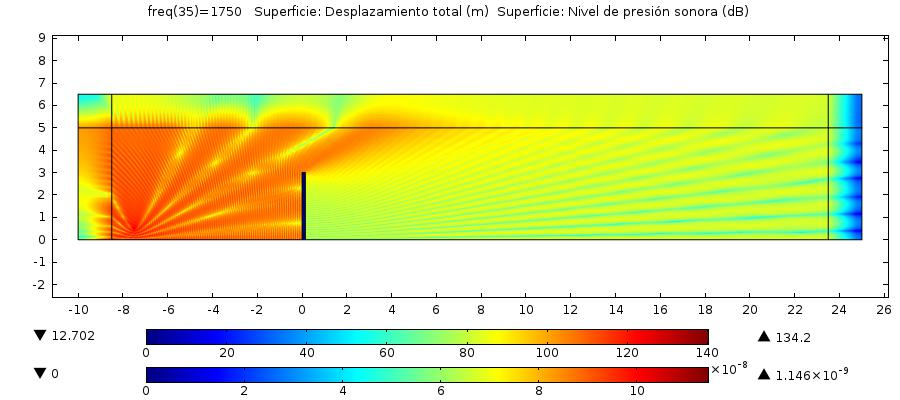 freq(35)=1750 Superficie: Desplazamiento total (m) Superficie: Nivel de presión sonora (dB)
9
8
7
6
5
4
3
2
1
0
-1
-2
-10 -8 -6 -4 -2 0 2 4 6 8 10 12 14 16 18 20 22 24 26
▼ 12.702 ▲ 134.2
0 20 40 60 80 100 120 140
▼ 0 ×10⁻⁸ ▲ 1.146×10⁻⁹
0 2 4 6 8 10